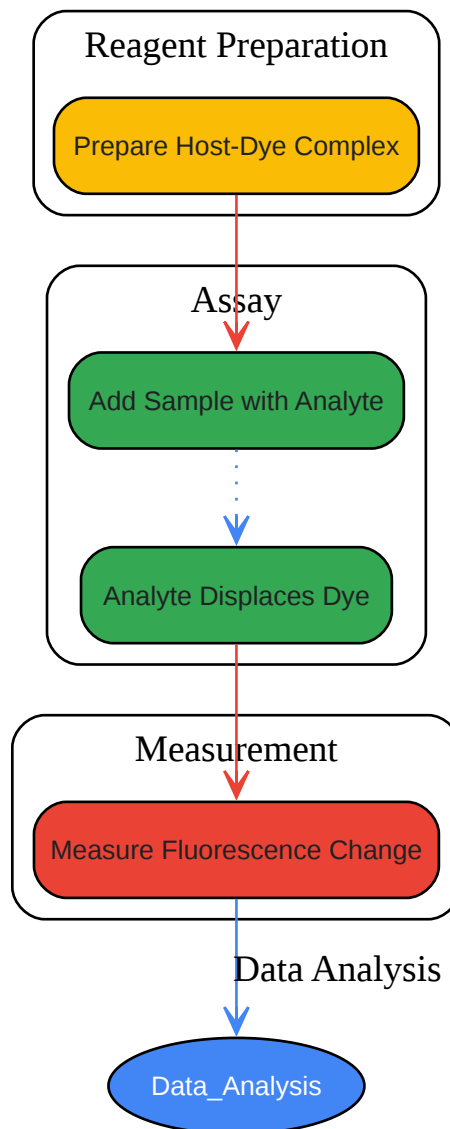 Reagent Preparation
Prepare Host-Dye Complex
Assay
Add Sample with Analyte
Analyte Displaces Dye
Measurement
Measure Fluorescence Change
Data Analysis
Data_Analysis